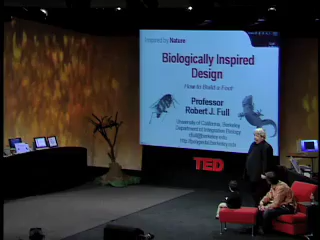 Inspired by Nature
Biologically Inspired
Design
How to Build a Foot
Professor
Robert J. Full
University of California, Berkeley
Department of Integrative Biology
TED